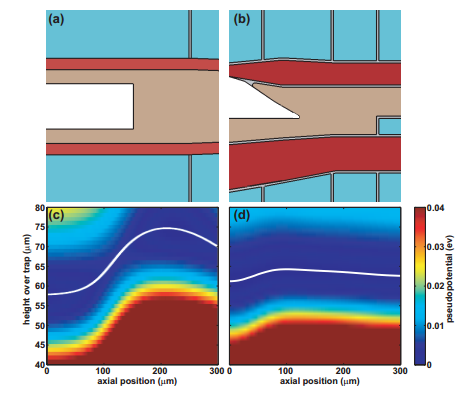 (a)
(b)
(c)
(d)
80
75
70
65
60
55
50
45
40
height over trap (μm)
0
100
200
300
axial position (μm)
0
100
200
300
axial position (μm)
0.04
0.03
0.02
0.01
0
pseudopotential (ev)